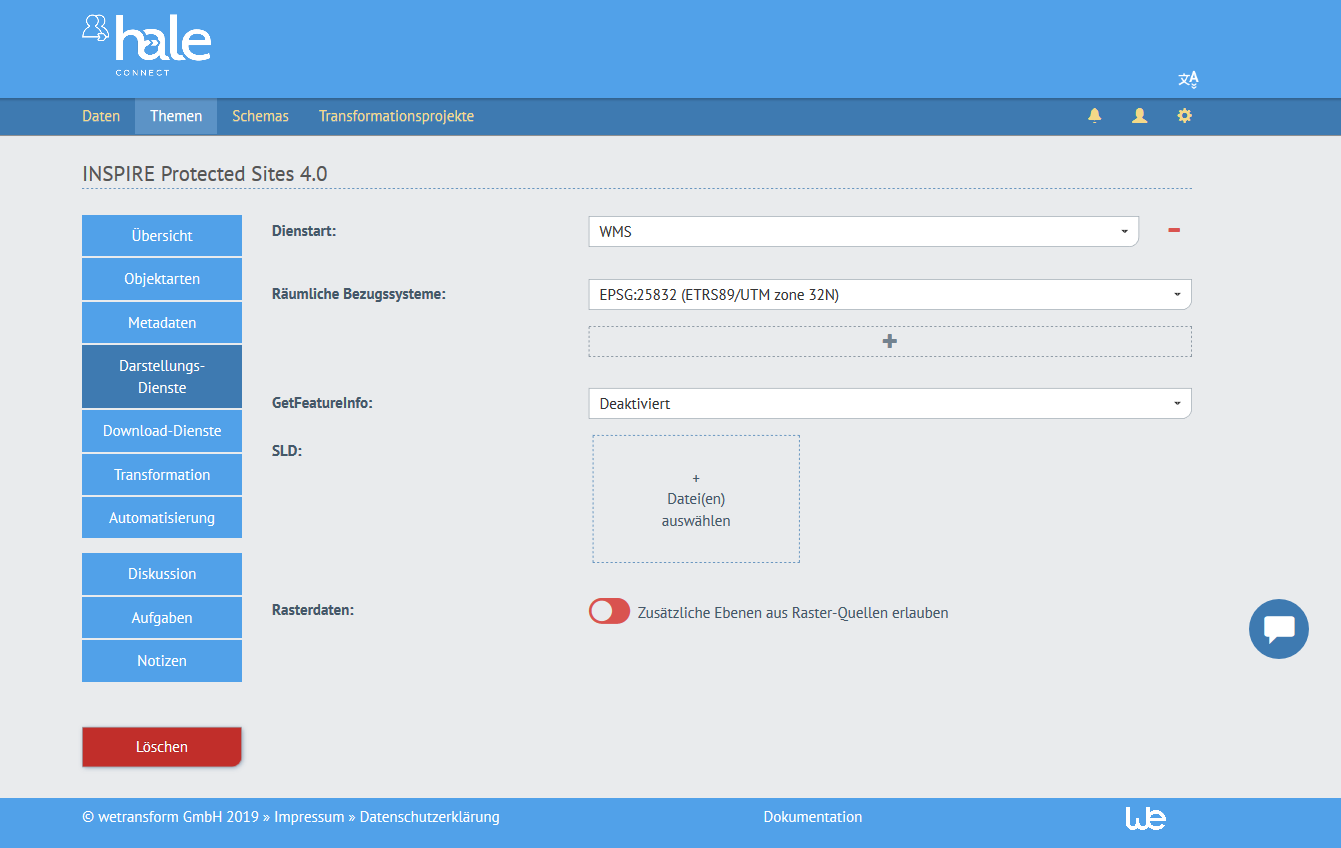 hale
CONNECT
Daten Themen Schemas Transformationsprojekte
INSPIRE Protected Sites 4.0
Übersicht
Objektarten
Metadaten
Darstellungs-
Dienste
Download-Dienste
Transformation
Automatisierung
Diskussion
Aufgaben
Notizen
Löschen
Dienstart: WMS
Räumliche Bezugssysteme: EPSG:25832 (ETRS89/UTM zone 32N)
GetFeatureInfo: Deaktiviert
SLD:
+
Datei(en)
auswählen
Rasterdaten: Zusätzliche Ebenen aus Raster-Quellen erlauben
© wetransform GmbH 2019 » Impressum » Datenschutzerklärung Dokumentation we